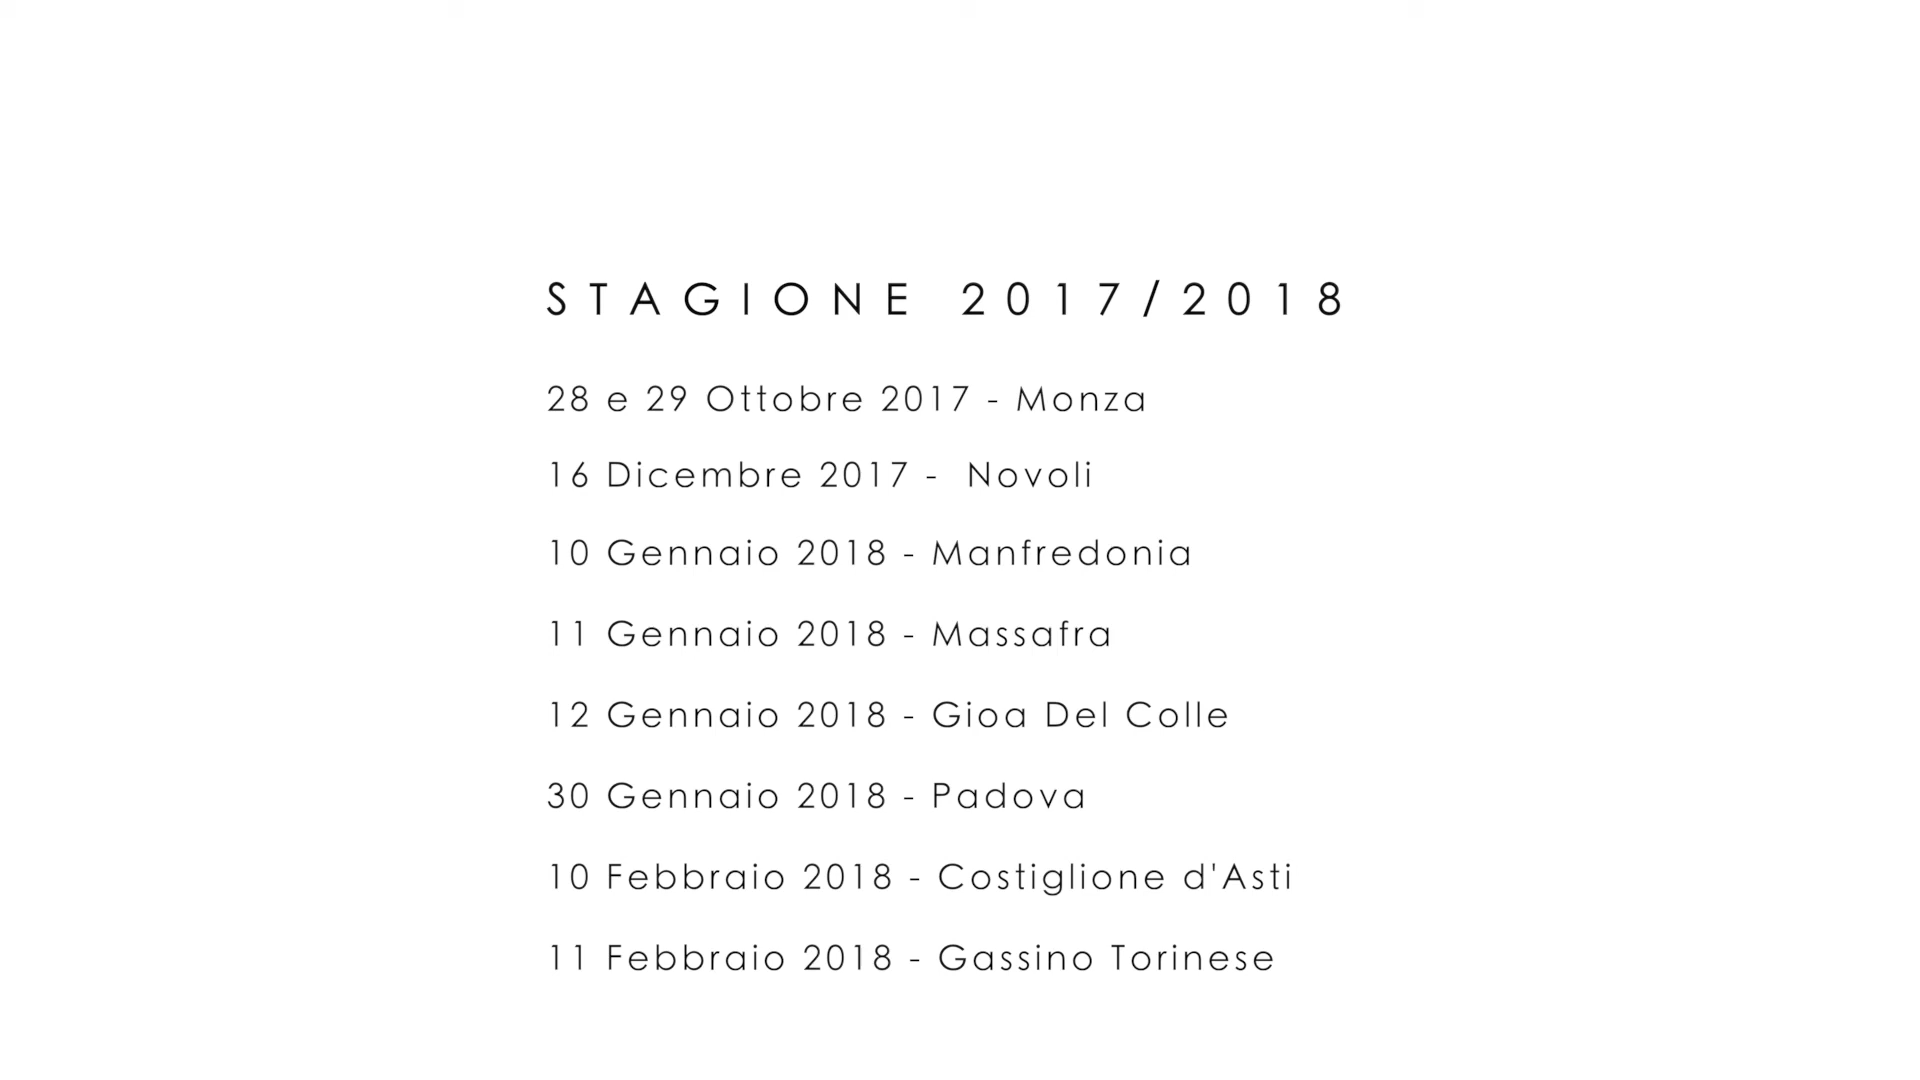 STAGIONE 2017/2018
28 e 29 Ottobre 2017 - Monza
16 Dicembre 2017 -  Novoli
10 Gennaio 2018 - Manfredonia
11 Gennaio 2018 - Massafra
12 Gennaio 2018 - Gioa Del Colle
30 Gennaio 2018 - Padova
10 Febbraio 2018 - Costiglione d'Asti
11 Febbraio 2018 - Gassino Torinese